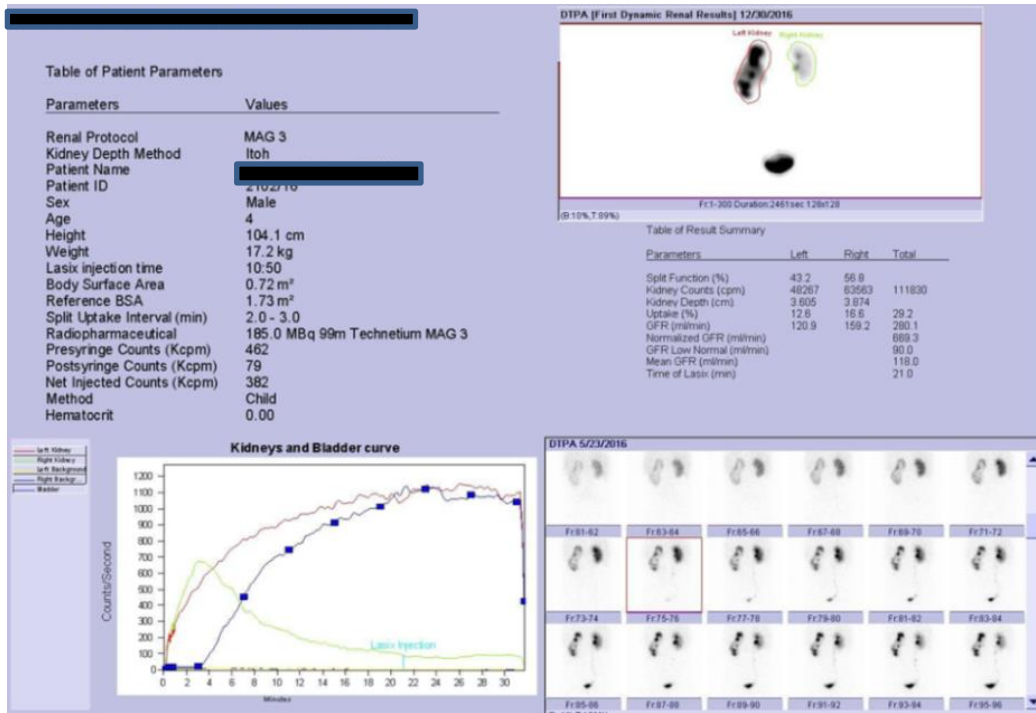 Table of Patient Parameters
Parameters Values
Renal Protocol MAG 3
Kidney Depth Method Itoh
Patient Name
Patient ID 2102/16
Sex Male
Age 4
Height 104.1 cm
Weight 17.2 kg
Lasix injection time 10:50
Body Surface Area 0.72 m²
Reference BSA 1.73 m²
Split Uptake Interval (min) 2.0 - 3.0
Radiopharmaceutical 185.0 MBq 99m Technetium MAG 3
Presyringe Counts (Kcpm) 462
Postsyringe Counts (Kcpm) 79
Net Injected Counts (Kcpm) 382
Method Child
Hematocrit 0.00
DTPA [First Dynamic Renal Results] 12/30/2016
Left Kidney Right Kidney
Fr:1-300 Duration:2461sec 128x128
(B:10%,T:89%)
Table of Result Summary
Parameters Left Right Total
Split Function (%) 43.2 56.8
Kidney Counts (cpm) 48267 63563 111830
Kidney Depth (cm) 3.605 3.874
Uptake (%) 12.6 16.6 29.2
GFR (ml/min) 120.9 159.2 280.1
Normalized GFR (ml/min) 669.3
GFR Low Normal (ml/min) 90.0
Mean GFR (ml/min) 118.0
Time of Lasix (min) 21.0
Left Kidney
Right Kidney
Left Background
Right Backgr...
Bladder
Kidneys and Bladder curve
Counts/Second
1200
1100
1000
900
800
700
600
500
400
300
200
100
0
Lasix Injection
0 2 4 6 8 10 12 14 16 18 20 22 24 26 28 30
Minutes
DTPA 5/23/2016
Fr:61-62 Fr:63-64 Fr:65-66 Fr:67-68 Fr:69-70 Fr:71-72
Fr:73-74 Fr:75-76 Fr:77-78 Fr:79-80 Fr:81-82 Fr:83-84
Fr:85-86 Fr:87-88 Fr:89-90 Fr:91-92 Fr:93-94 Fr:95-96